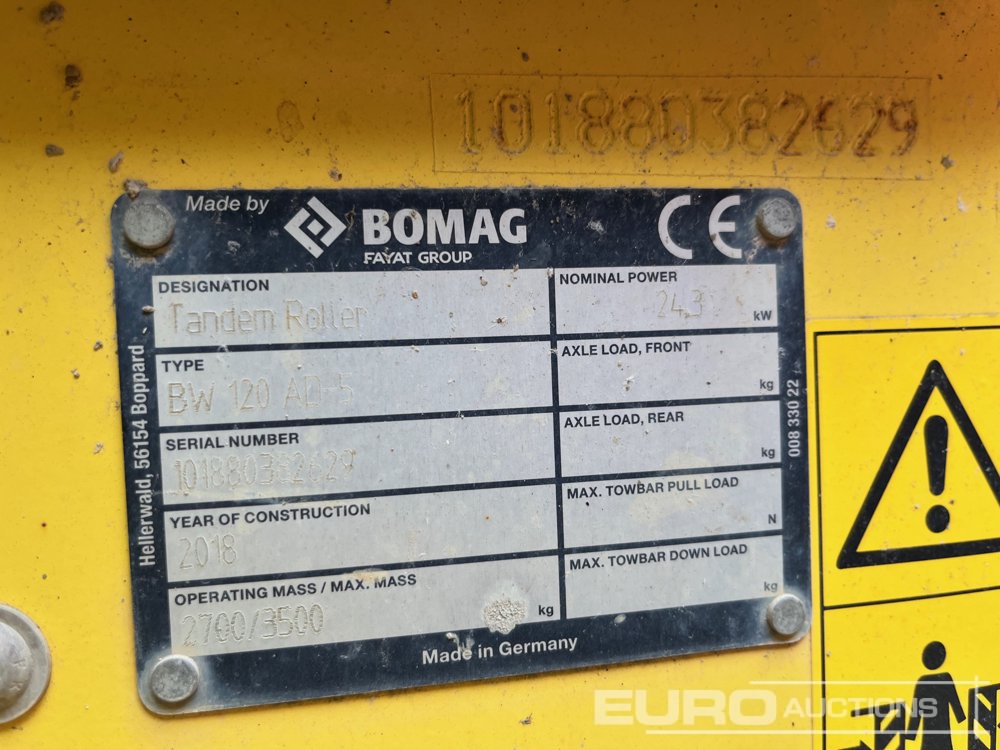 101880382629
Made by BOMAG CE
FAYAT GROUP
DESIGNATION
Tandem Roller
NOMINAL POWER
24,3 kW
TYPE
BW 120 AD-5
AXLE LOAD, FRONT
kg
SERIAL NUMBER
101880382629
AXLE LOAD, REAR
kg
YEAR OF CONSTRUCTION
2018
MAX. TOWBAR PULL LOAD
N
OPERATING MASS / MAX. MASS
2700/3500 kg
MAX. TOWBAR DOWN LOAD
kg
Made in Germany
Hellerwald, 56154 Boppard
008 330 22
EURO AUCTIONS